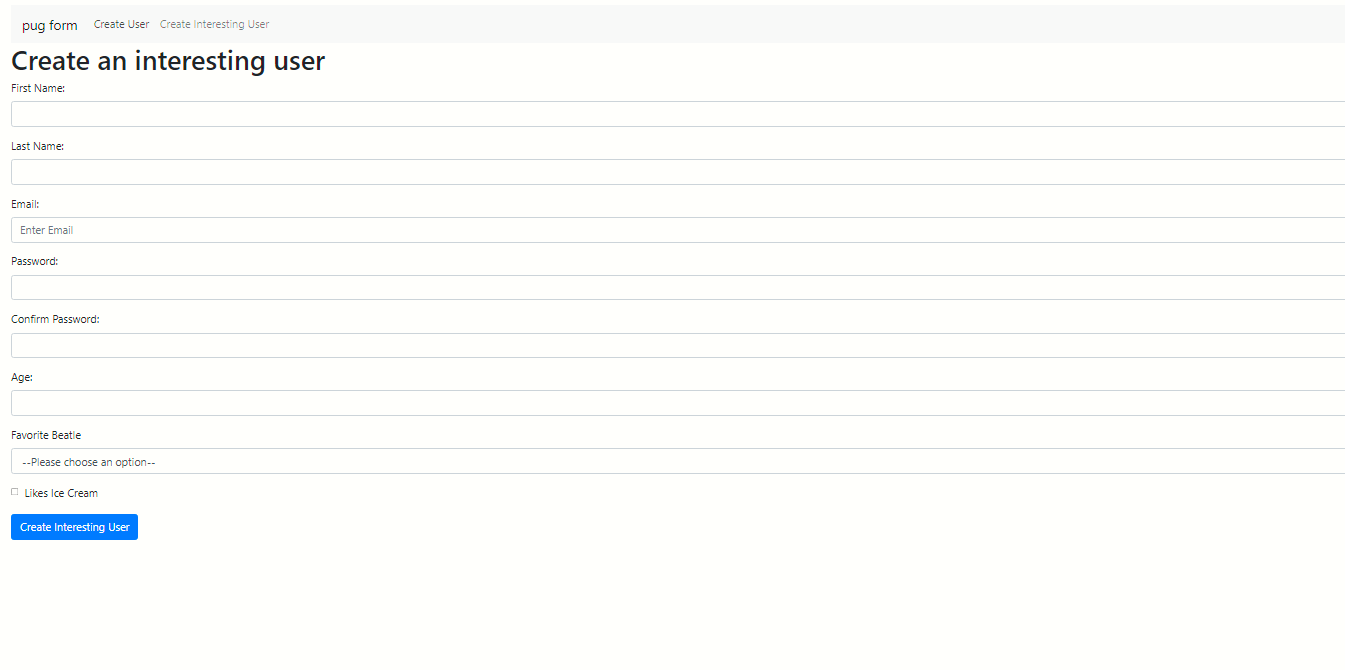 pug form Create User Create Interesting User
Create an interesting user
First Name:
Last Name:
Email:
Enter Email
Password:
Confirm Password:
Age:
Favorite Beatle
--Please choose an option--
Likes Ice Cream
Create Interesting User